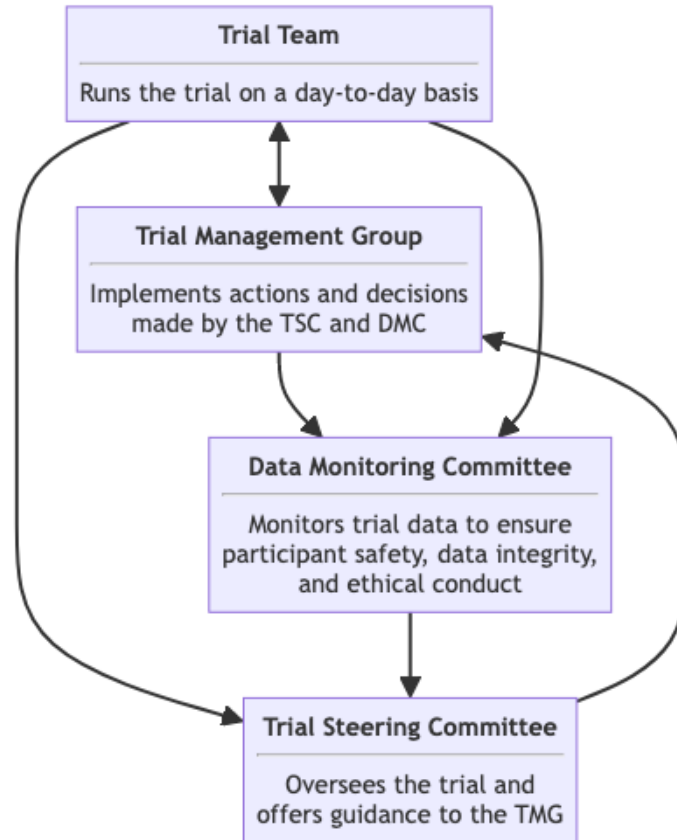 Trial Team
Runs the trial on a day-to-day basis
Trial Management Group
Implements actions and decisions
made by the TSC and DMC
Data Monitoring Committee
Monitors trial data to ensure
participant safety, data integrity,
and ethical conduct
Trial Steering Committee
Oversees the trial and
offers guidance to the TMG